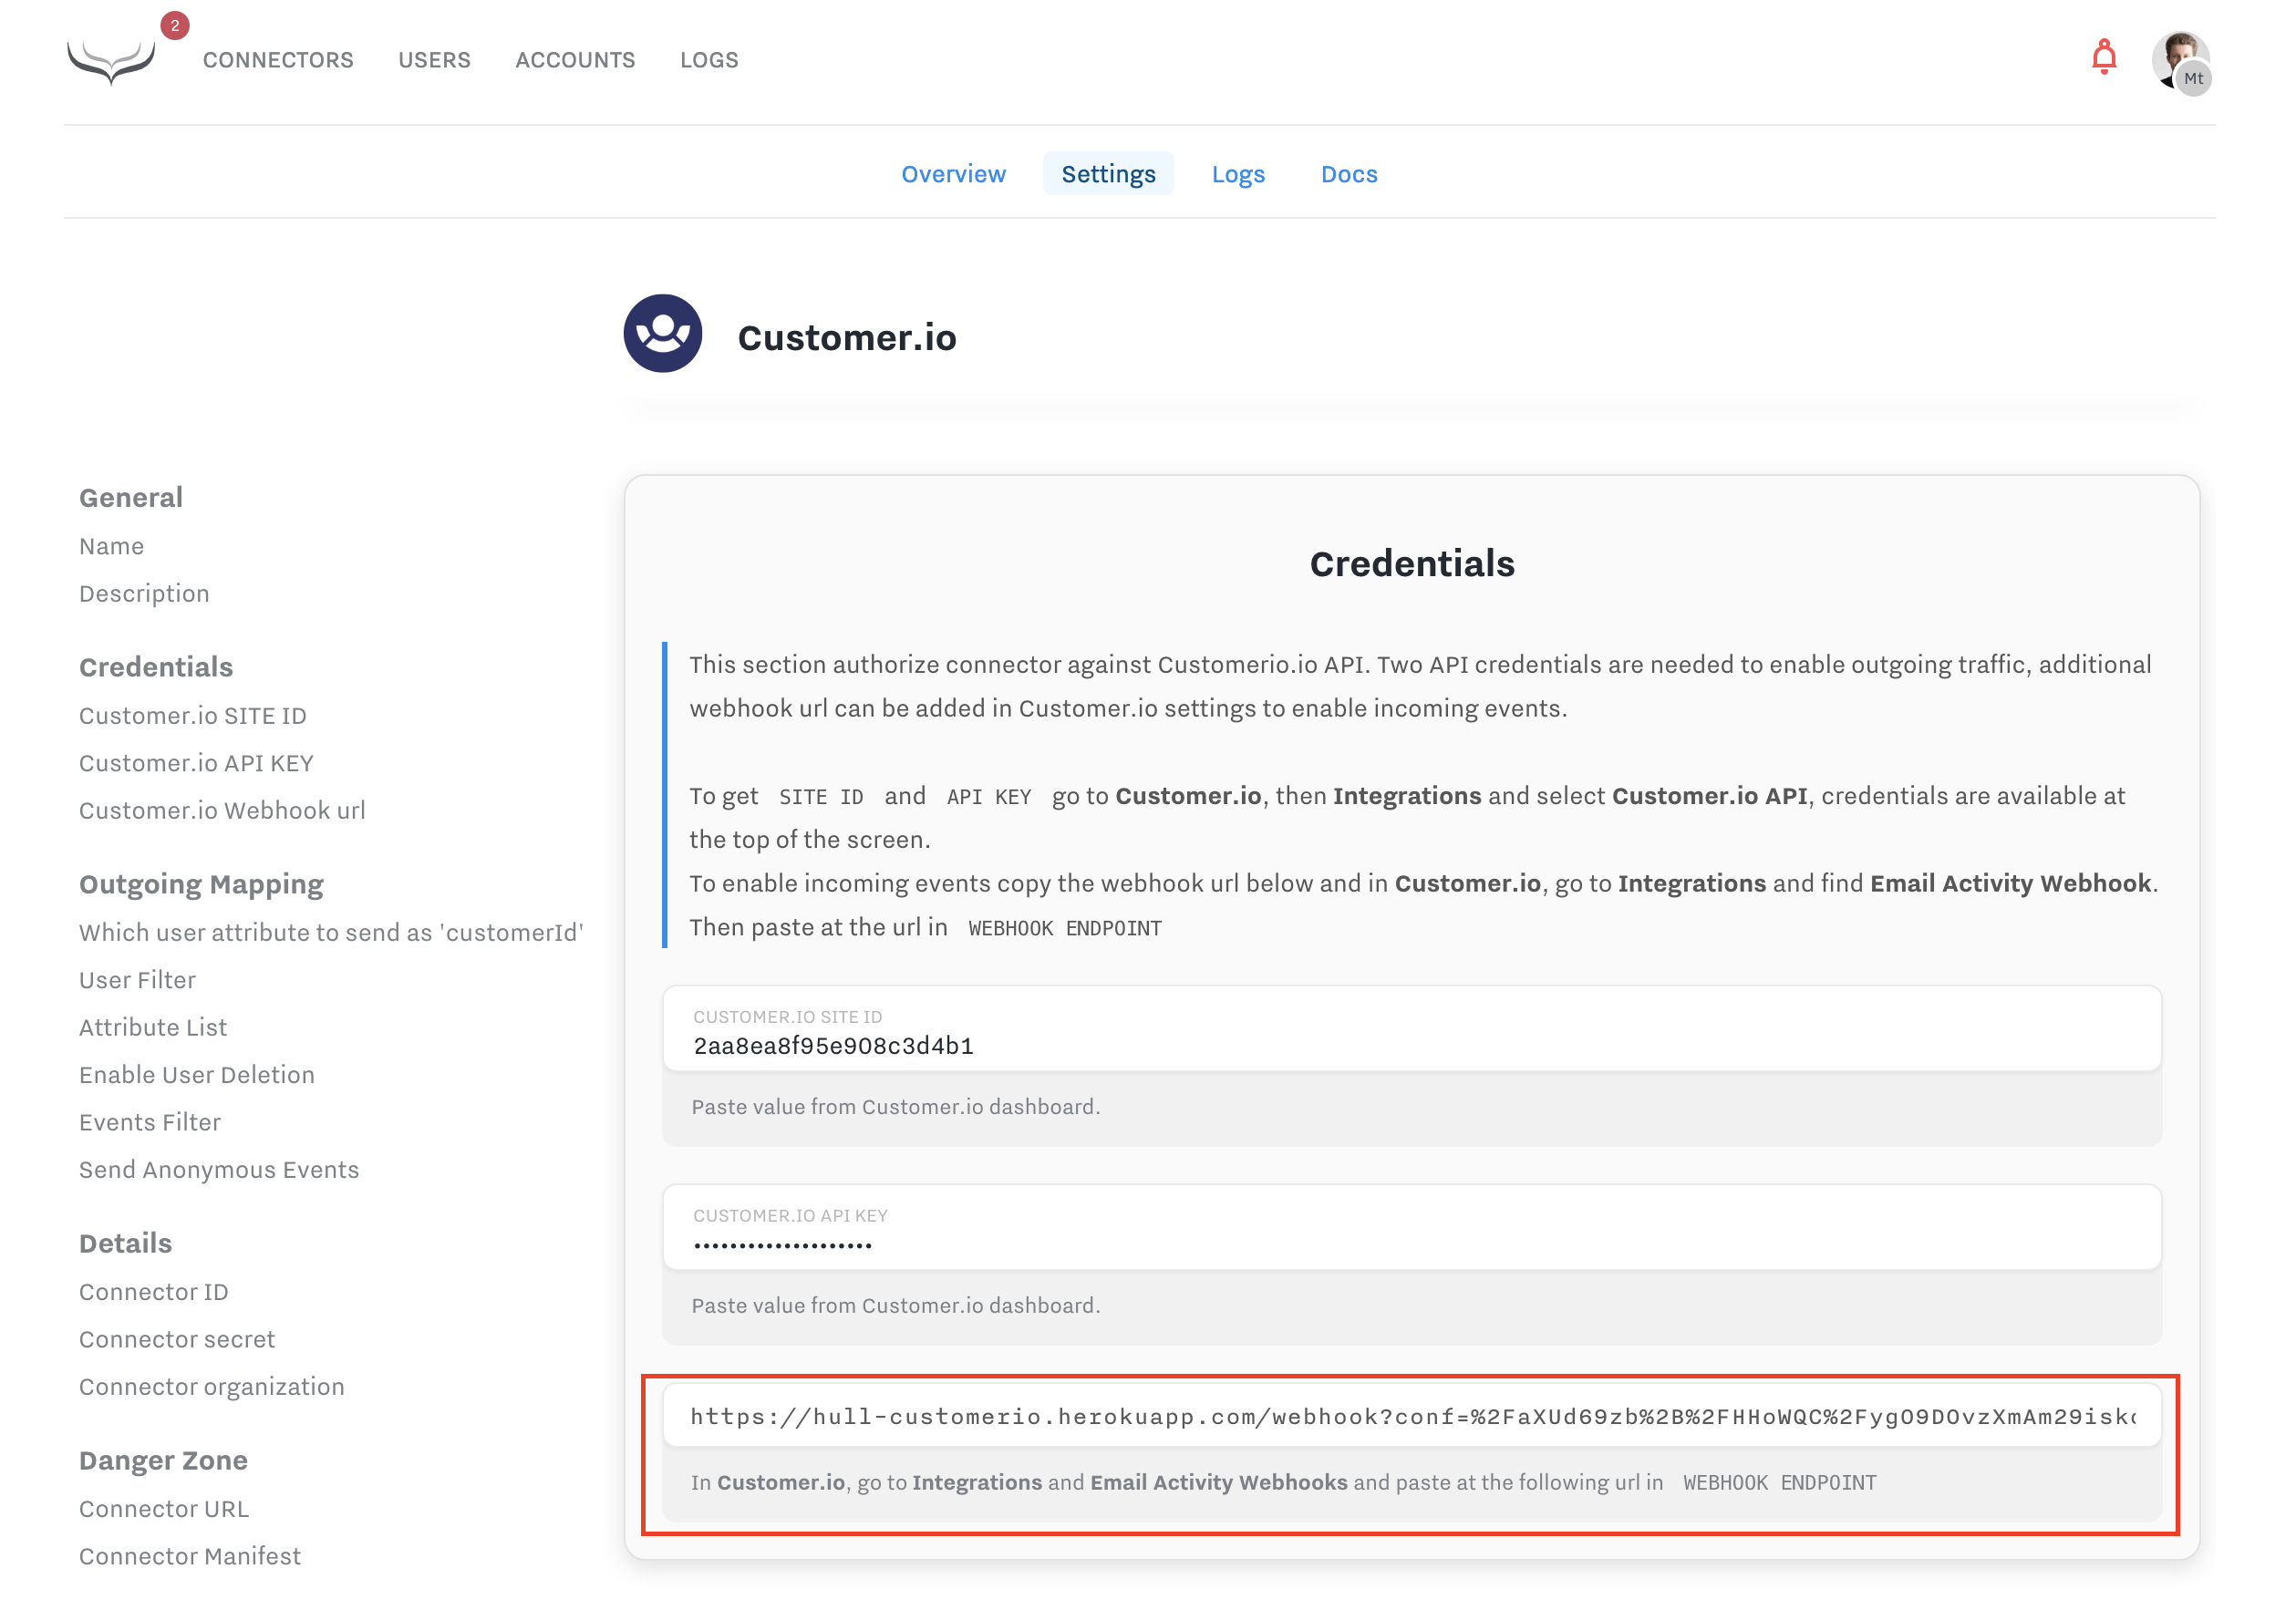 2
CONNECTORS USERS ACCOUNTS LOGS
Mt
Overview Settings Logs Docs
Customer.io
General
Name
Description
Credentials
Customer.io SITE ID
Customer.io API KEY
Customer.io Webhook url
Outgoing Mapping
Which user attribute to send as 'customerId'
User Filter
Attribute List
Enable User Deletion
Events Filter
Send Anonymous Events
Details
Connector ID
Connector secret
Connector organization
Danger Zone
Connector URL
Connector Manifest
Credentials
This section authorize connector against Customerio.io API. Two API credentials are needed to enable outgoing traffic, additional
webhook url can be added in Customer.io settings to enable incoming events.
To get SITE ID and API KEY go to Customer.io, then Integrations and select Customer.io API, credentials are available at
the top of the screen.
To enable incoming events copy the webhook url below and in Customer.io, go to Integrations and find Email Activity Webhook.
Then paste at the url in WEBHOOK ENDPOINT
CUSTOMER.IO SITE ID
2aa8ea8f95e908c3d4b1
Paste value from Customer.io dashboard.
CUSTOMER.IO API KEY
••••••••••••••••••••
Paste value from Customer.io dashboard.
https://hull-customerio.herokuapp.com/webhook?conf=%2FaXUd69zb%2B%2FHHoWQC%2FygO9DOvzXmAm29isk
In Customer.io, go to Integrations and Email Activity Webhooks and paste at the following url in WEBHOOK ENDPOINT